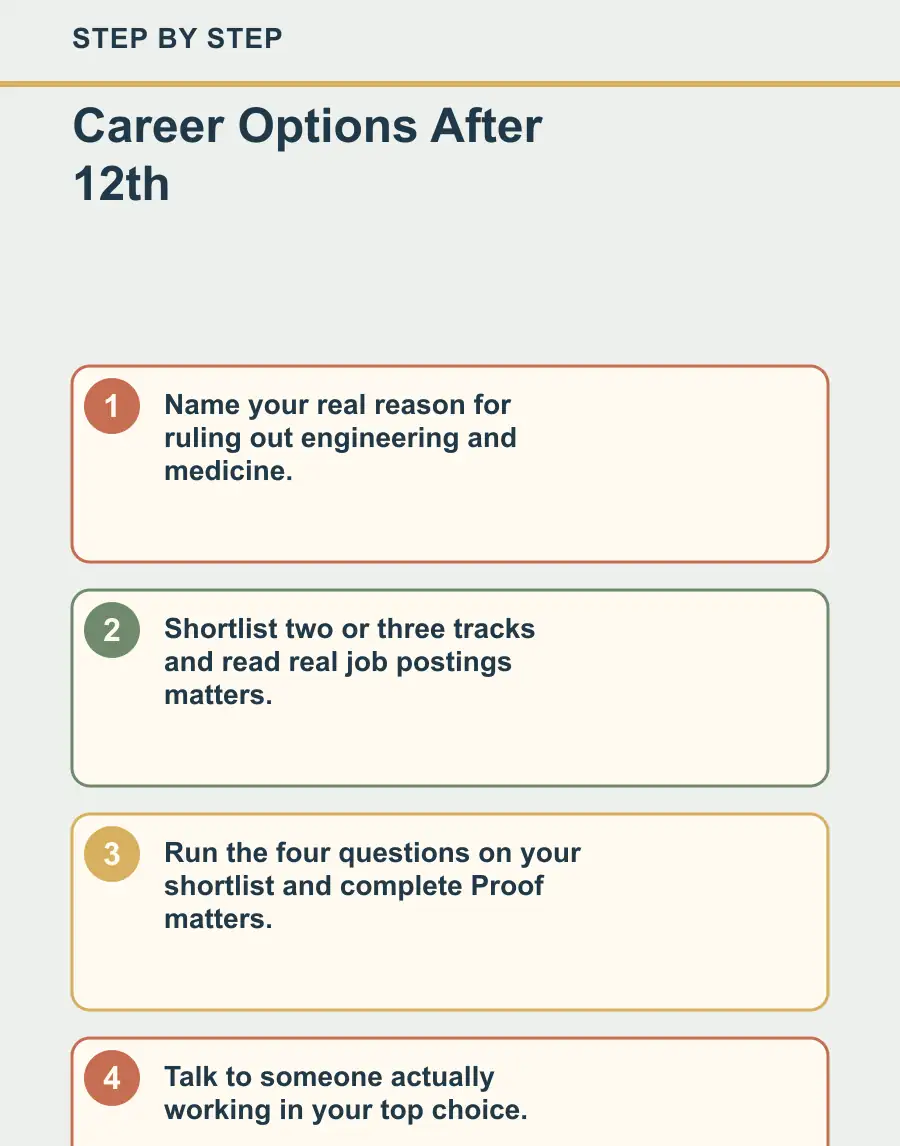 STEP BY STEP
Career Options After
12th
1
Name your real reason for
ruling out engineering and
medicine.
2
Shortlist two or three tracks
and read real job postings
matters.
3
Run the four questions on your
shortlist and complete Proof
matters.
4
Talk to someone actually
working in your top choice.